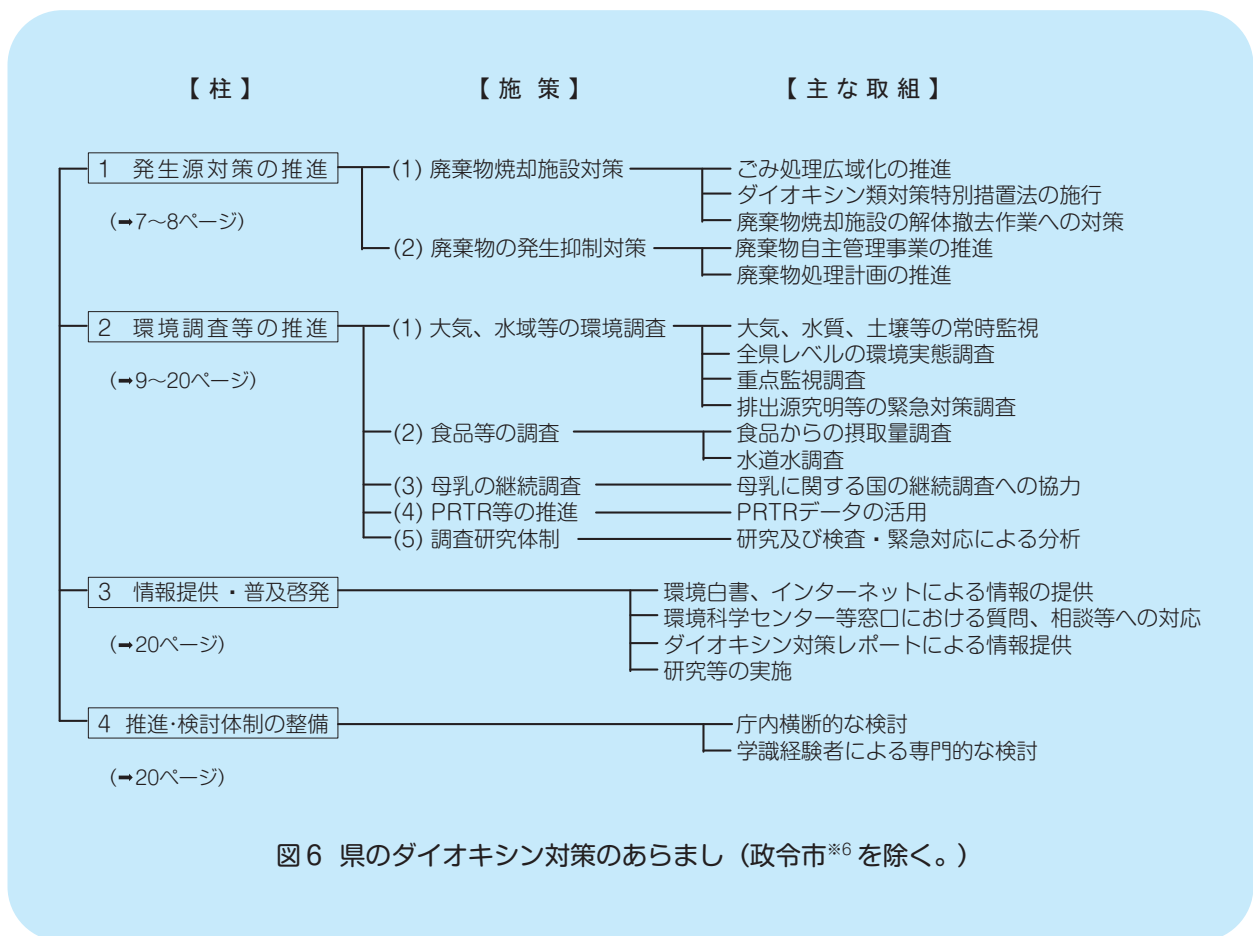 【柱】 【施策】 【主な取組】
1 発生源対策の推進 (1) 廃棄物焼却施設対策 ごみ処理広域化の推進
ダイオキシン類対策特別措置法の施行
(➡7〜8ページ) 廃棄物焼却施設の解体撤去作業への対策
(2) 廃棄物の発生抑制対策 廃棄物自主管理事業の推進
廃棄物処理計画の推進
2 環境調査等の推進 (1) 大気、水域等の環境調査 大気、水質、土壌等の常時監視
全県レベルの環境実態調査
(➡9〜20ページ) 重点監視調査
排出源究明等の緊急対策調査
(2) 食品等の調査 食品からの摂取量調査
水道水調査
(3) 母乳の継続調査 母乳に関する国の継続調査への協力
(4) PRTR等の推進 PRTRデータの活用
(5) 調査研究体制 研究及び検査・緊急対応による分析
3 情報提供・普及啓発 環境白書、インターネットによる情報の提供
環境科学センター等窓口における質問、相談等への対応
(➡20ページ) ダイオキシン対策レポートによる情報提供
研究等の実施
4 推進・検討体制の整備 庁内横断的な検討
学識経験者による専門的な検討
(➡20ページ)
図6 県のダイオキシン対策のあらまし（政令市※6を除く。）